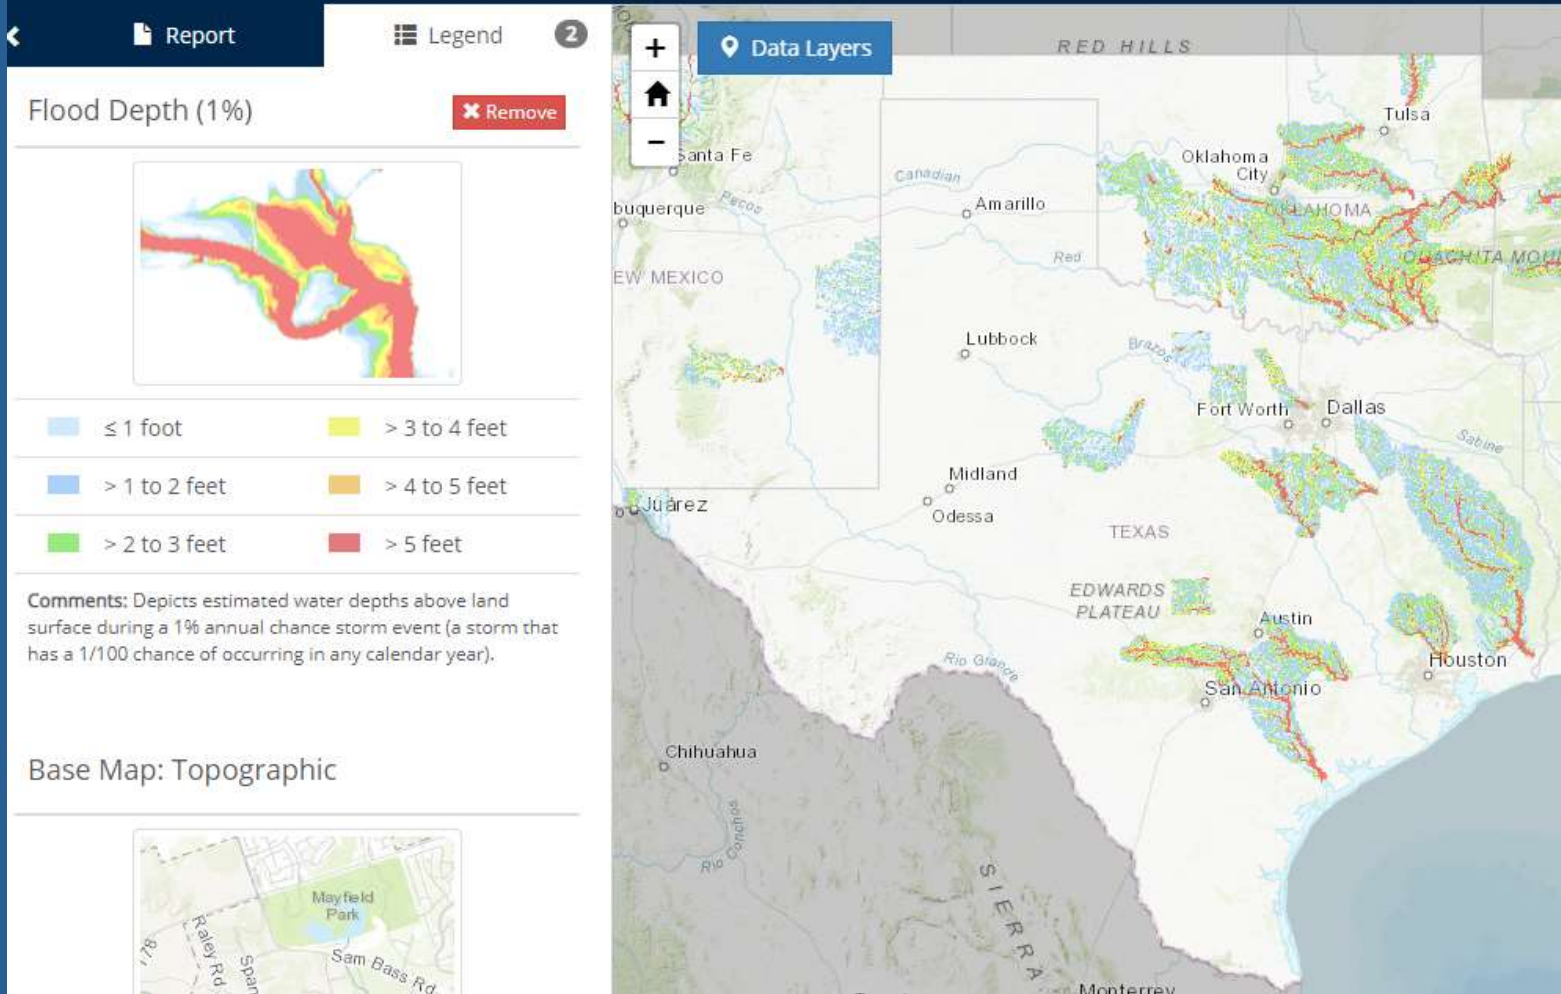 Report
Legend
2
Flood Depth (1%)
Remove
≤ 1 foot
> 3 to 4 feet
> 1 to 2 feet
> 4 to 5 feet
> 2 to 3 feet
> 5 feet
Comments: Depicts estimated water depths above land
surface during a 1% annual chance storm event (a storm that
has a 1/100 chance of occurring in any calendar year).
Base Map: Topographic
Mayfield
Park
Raley Rd
Span
Sam Bass Rd
178
+
−
Data Layers
RED HILLS
Tulsa
Santa Fe
Canadian
Oklahoma
City
buquerque
Pecos
Amarillo
OKLAHOMA
Red
OUACHITA MOU
EW MEXICO
Lubbock
Brazos
Fort Worth
Dallas
Sabine
Midland
Juárez
Odessa
TEXAS
EDWARDS
PLATEAU
Austin
Rio Grande
Houston
San Antonio
Chihuahua
Rio Conchos
SIERRA
Monterrey